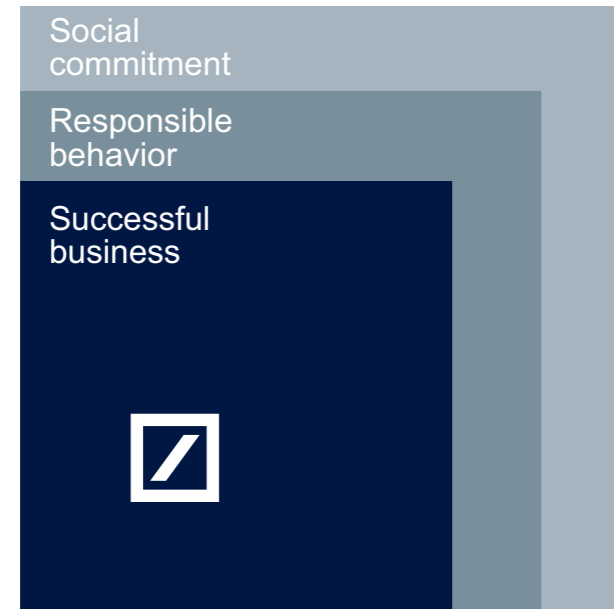 Social
commitment
Responsible
behavior
Successful
business